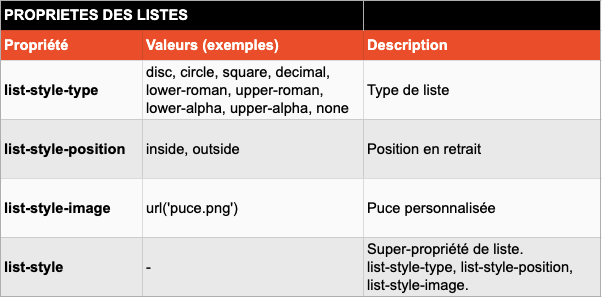 PROPRIETES DES LISTES
Propriété Valeurs (exemples) Description
list-style-type disc, circle, square, decimal, lower-roman, upper-roman, lower-alpha, upper-alpha, none Type de liste
list-style-position inside, outside Position en retrait
list-style-image url('puce.png') Puce personnalisée
list-style - Super-propriété de liste. list-style-type, list-style-position, list-style-image.